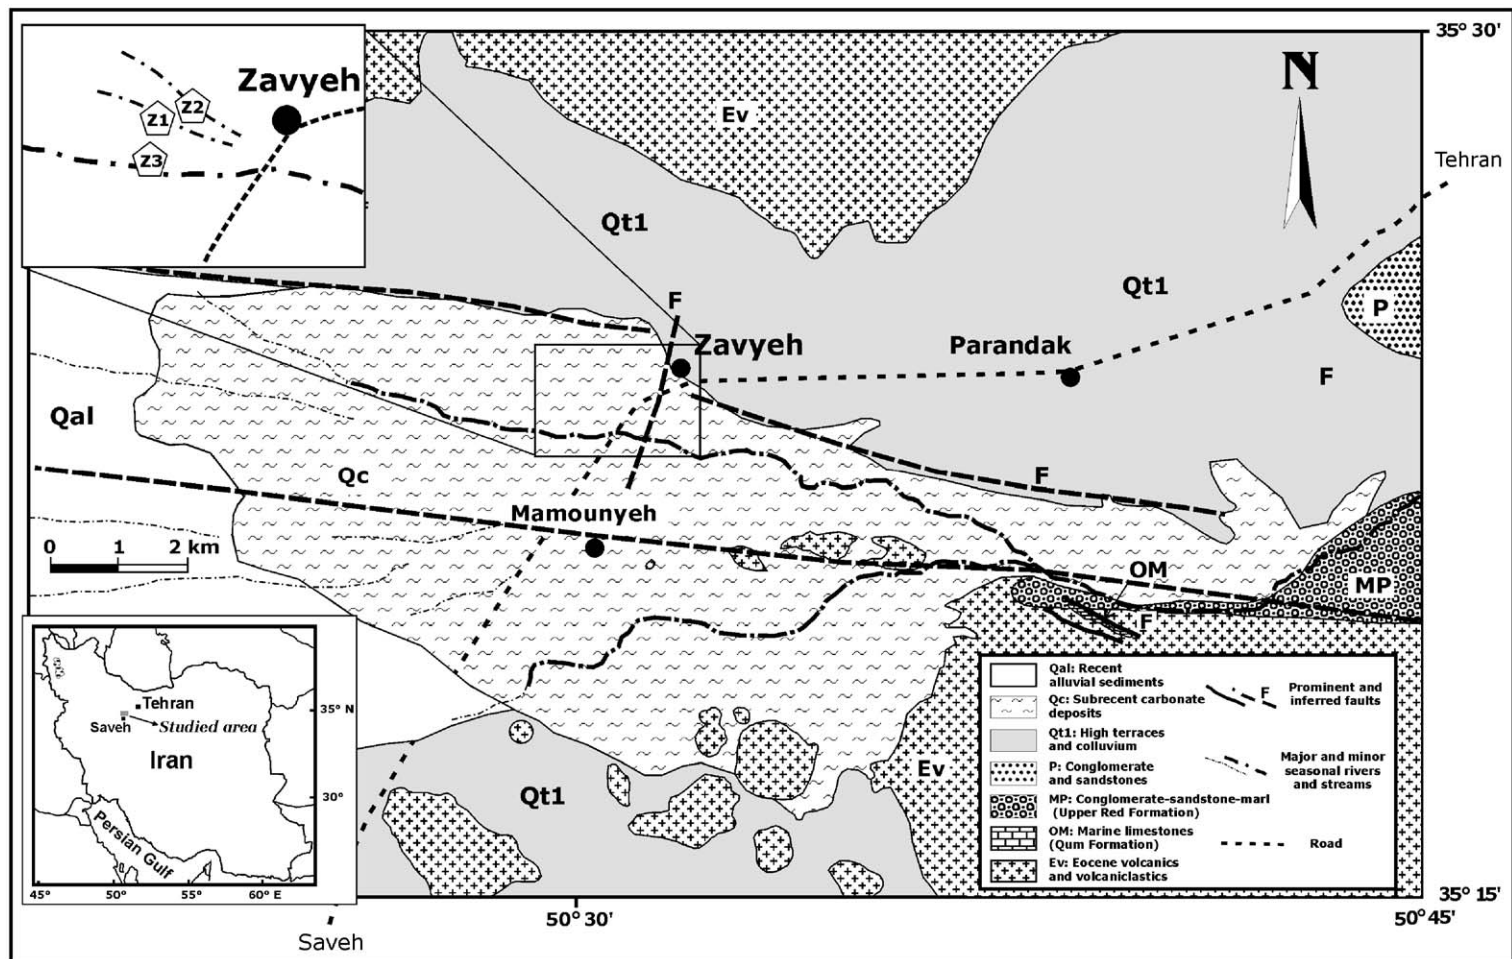 35° 30'
Zavyeh
Z1
Z2
Z3
N
Ev
Tehran
Qt1
Qt1
P
F
Zavyeh
Parandak
F
Qal
Qc
F
Mamounyeh
0 1 2 km
OM
MP
F
Tehran
35° N
Saveh
Studied area
Iran
30°
Persian Gulf
45° 50° 55° 60° E
Qt1
Ev
Qal: Recent
alluvial sediments
Qc: Subrecent carbonate
deposits
Qt1: High terraces
and colluvium
P: Conglomerate
and sandstones
MP: Conglomerate-sandstone-marl
(Upper Red Formation)
OM: Marine limestones
(Qum Formation)
Ev: Eocene volcanics
and volcaniclastics
F
Prominent and
inferred faults
Major and minor
seasonal rivers
and streams
Road
35° 15'
50° 30'
50° 45'
Saveh